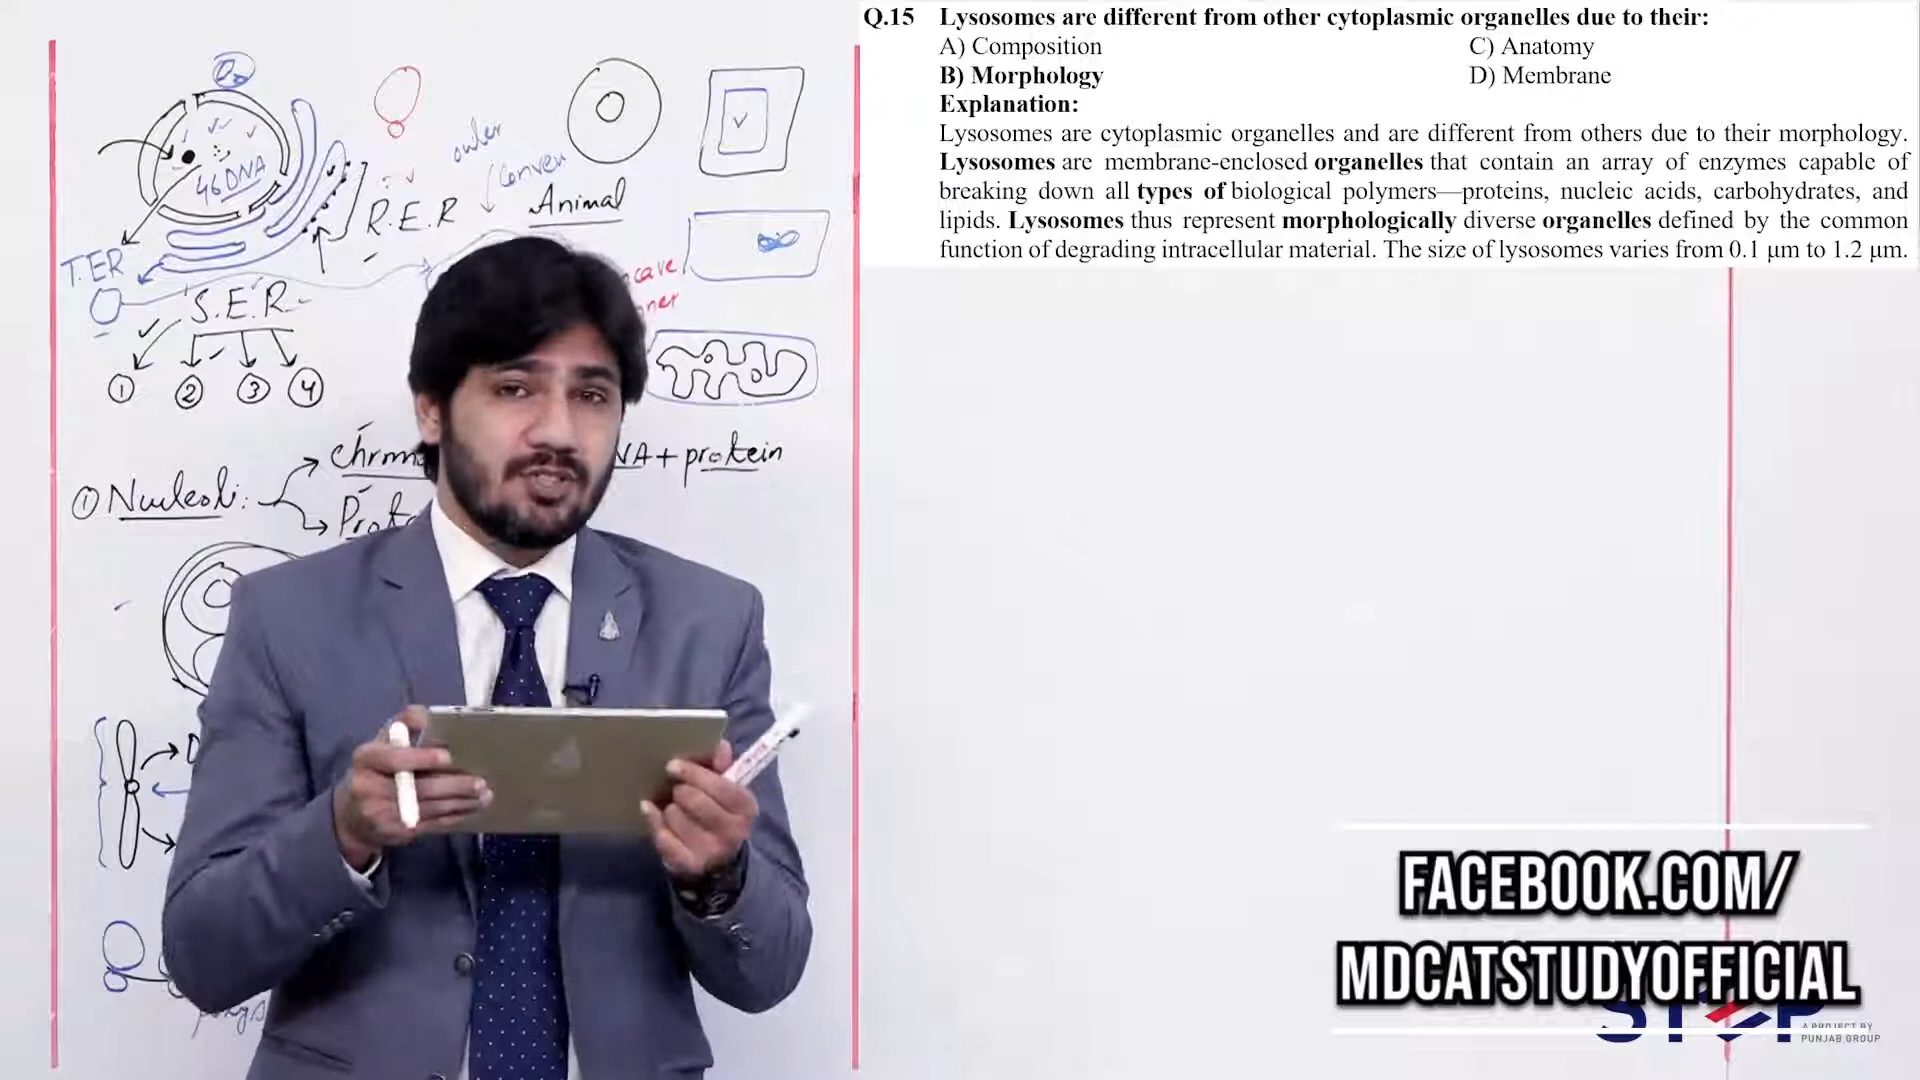 Q.15 Lysosomes are different from other cytoplasmic organelles due to their:
A) Composition
C) Anatomy
B) Morphology
D) Membrane
Explanation:
Lysosomes are cytoplasmic organelles and are different from others due to their morphology.
Lysosomes are membrane-enclosed organelles that contain an array of enzymes capable of
breaking down all types of biological polymers—proteins, nucleic acids, carbohydrates, and
lipids. Lysosomes thus represent morphologically diverse organelles defined by the common
function of degrading intracellular material. The size of lysosomes varies from 0.1 μm to 1.2 μm.
46 DNA
outer
Conven
R.E.R
Animal
T.ER
S.E.R
1 2 3 4
+ protein
① Nucleoli:
FACEBOOK.COM/
MDCATSTUDYOFFICIAL
STEP
A PROJECT BY
PUNJAB GROUP